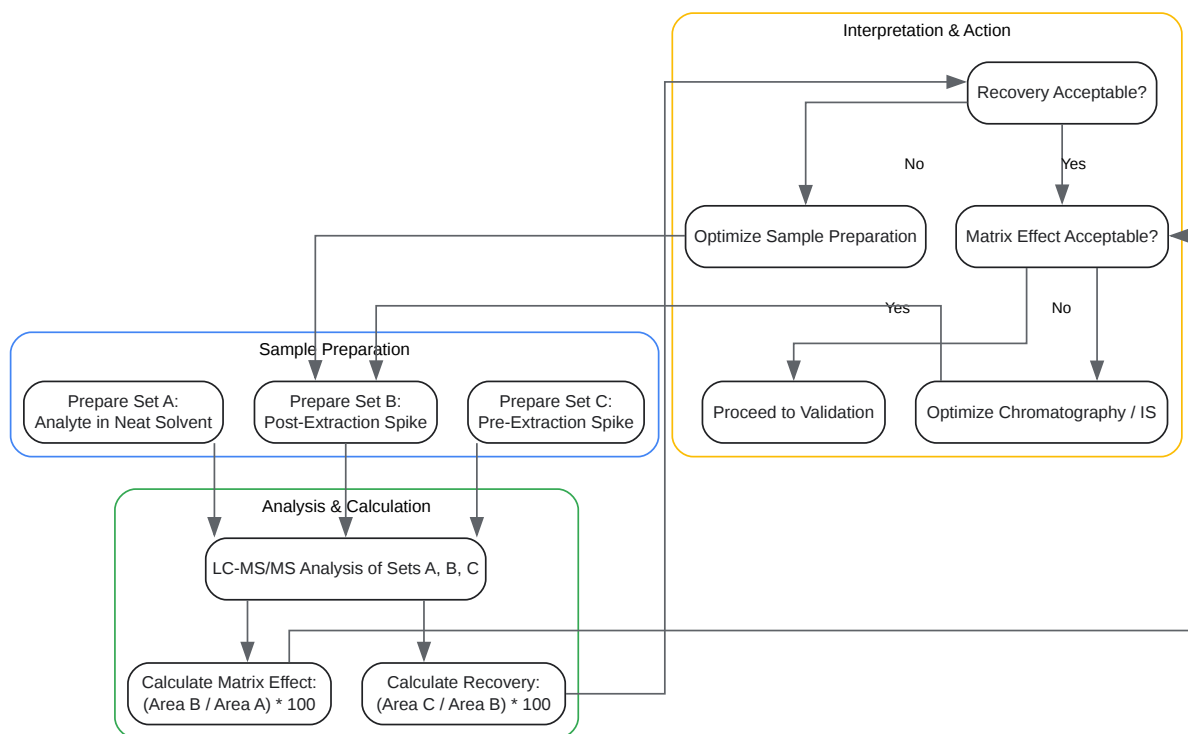 Interpretation & Action
Recovery Acceptable?
No
Yes
Optimize Sample Preparation
Matrix Effect Acceptable?
Yes
No
Sample Preparation
Prepare Set A:
Analyte in Neat Solvent
Prepare Set B:
Post-Extraction Spike
Prepare Set C:
Pre-Extraction Spike
Proceed to Validation
Optimize Chromatography / IS
Analysis & Calculation
LC-MS/MS Analysis of Sets A, B, C
Calculate Matrix Effect:
(Area B / Area A) * 100
Calculate Recovery:
(Area C / Area B) * 100